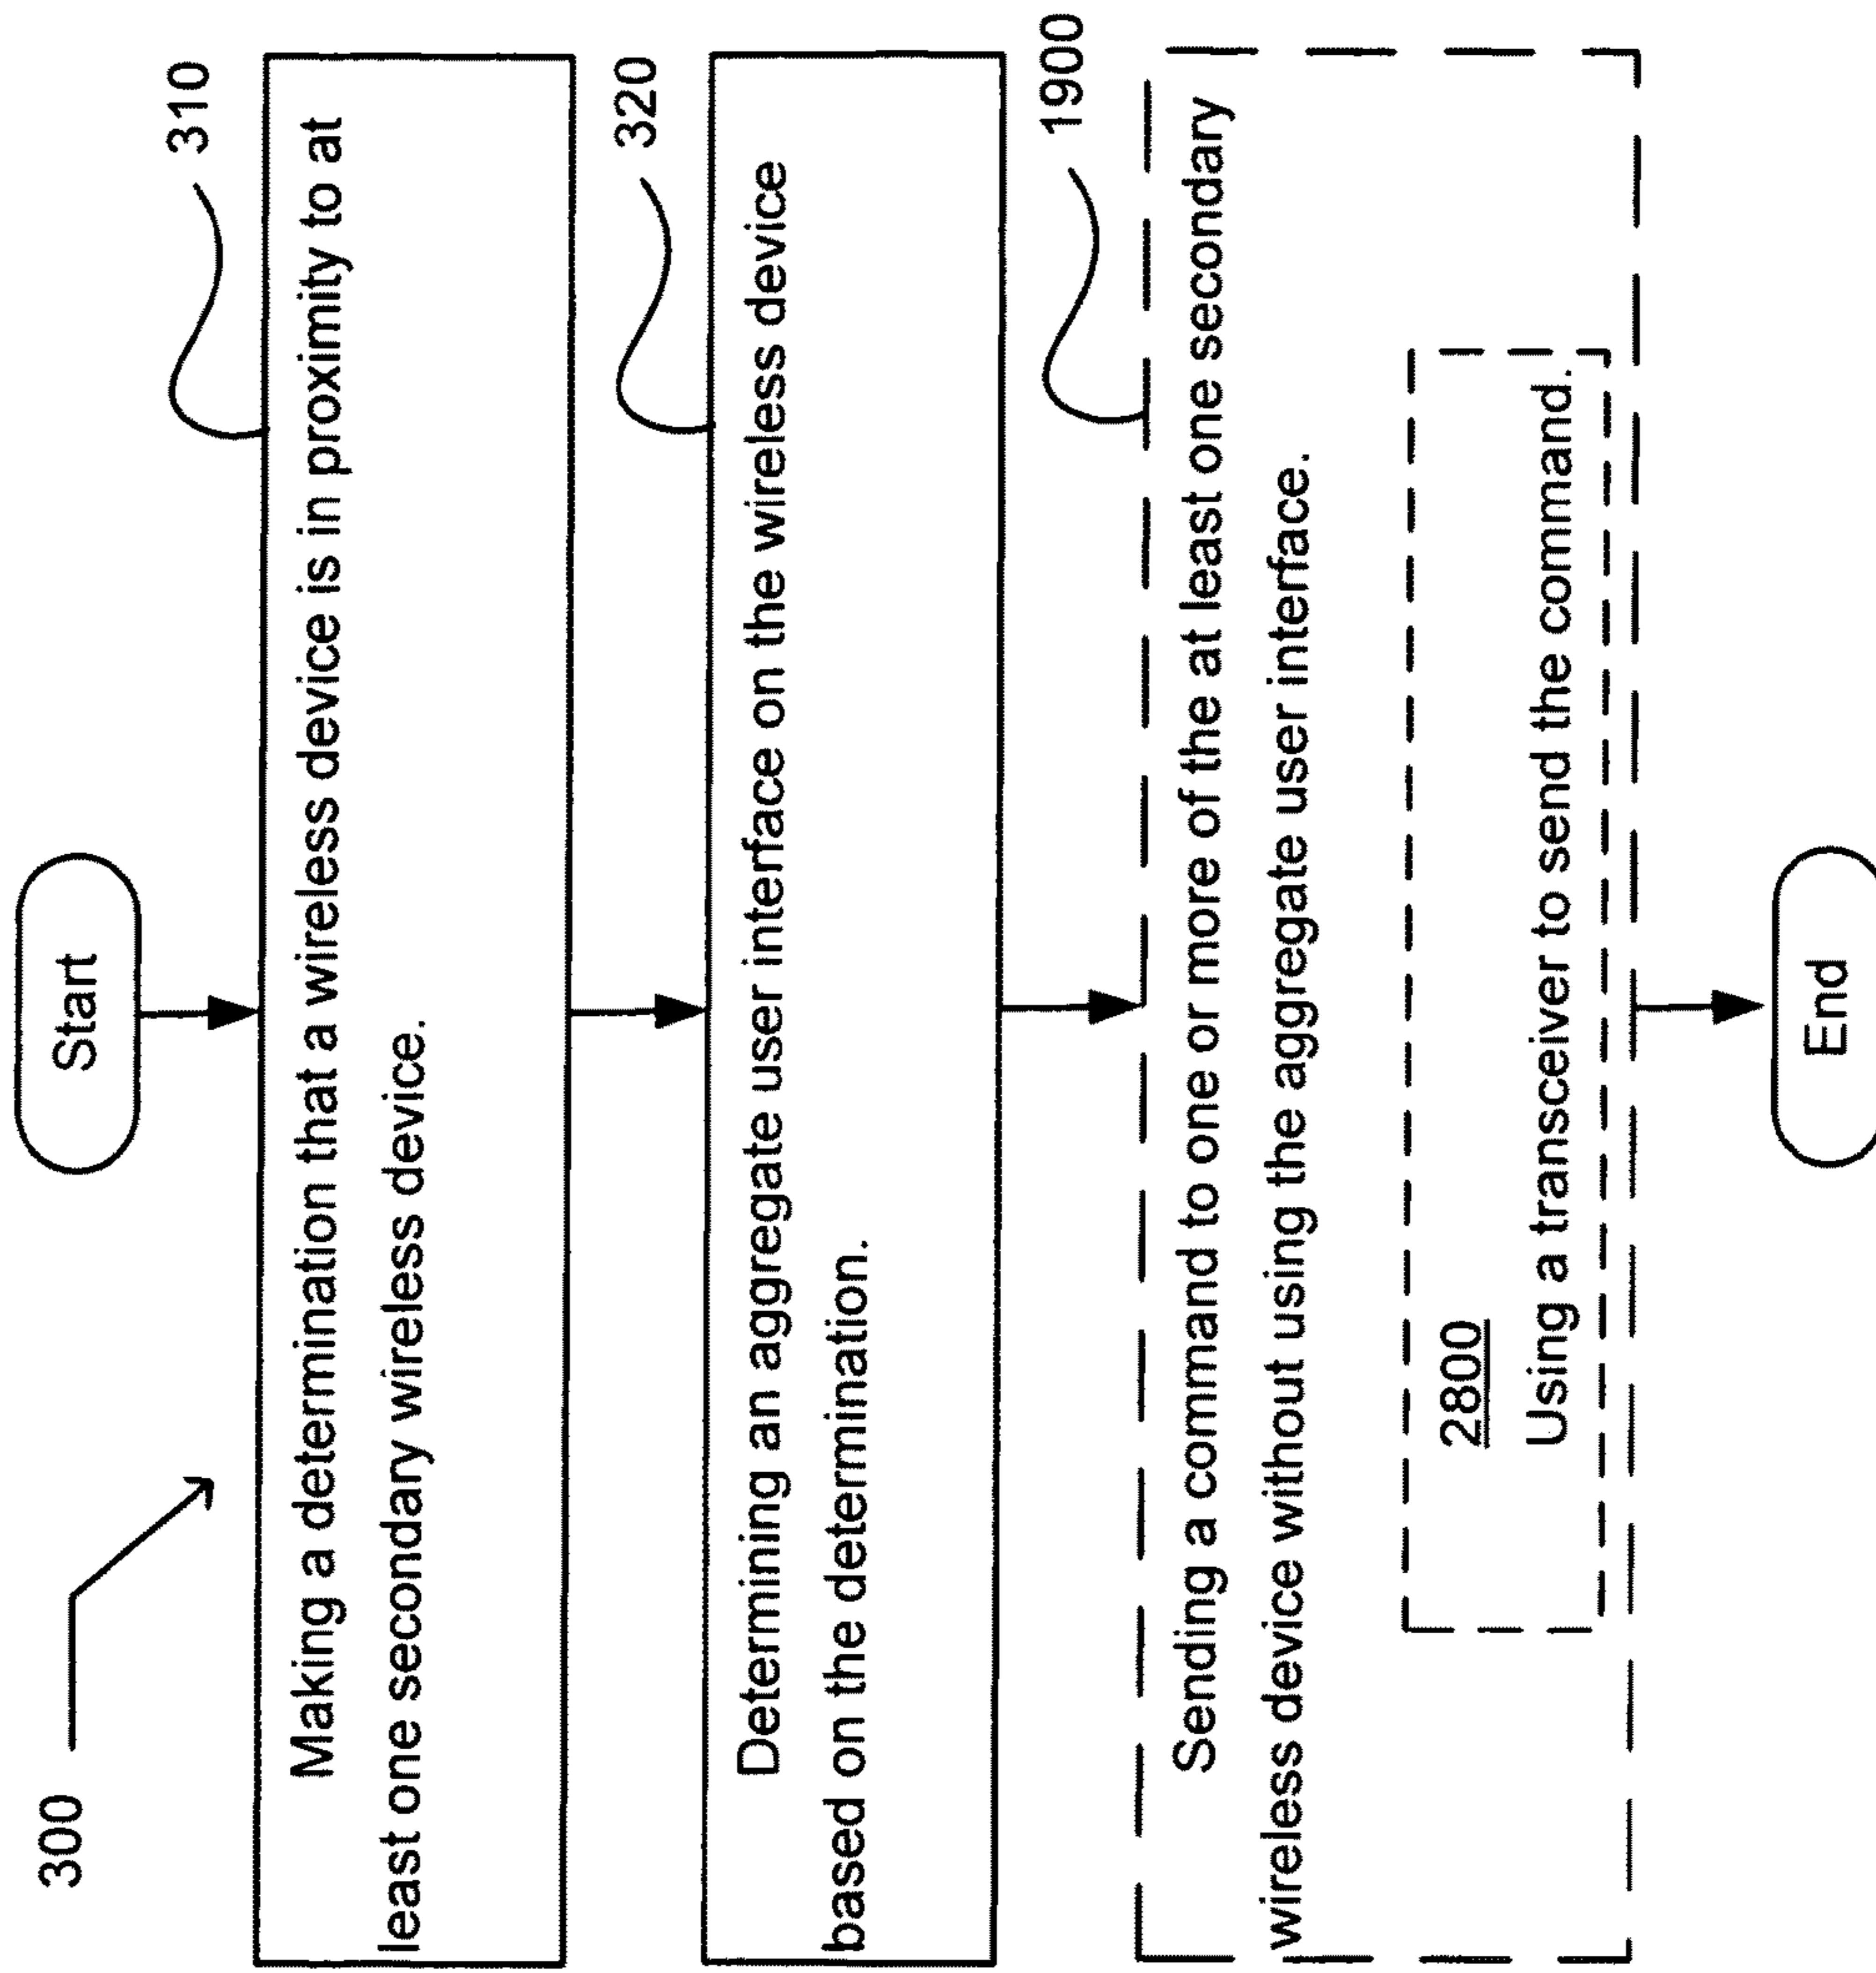 300
Start
310
Making a determination that a wireless device is in proximity to at
least one secondary wireless device.
320
Determining an aggregate user interface on the wireless device
based on the determination.
1900
Sending a command to one or more of the at least one secondary
wireless device without using the aggregate user interface.
2800
Using a transceiver to send the command.
End